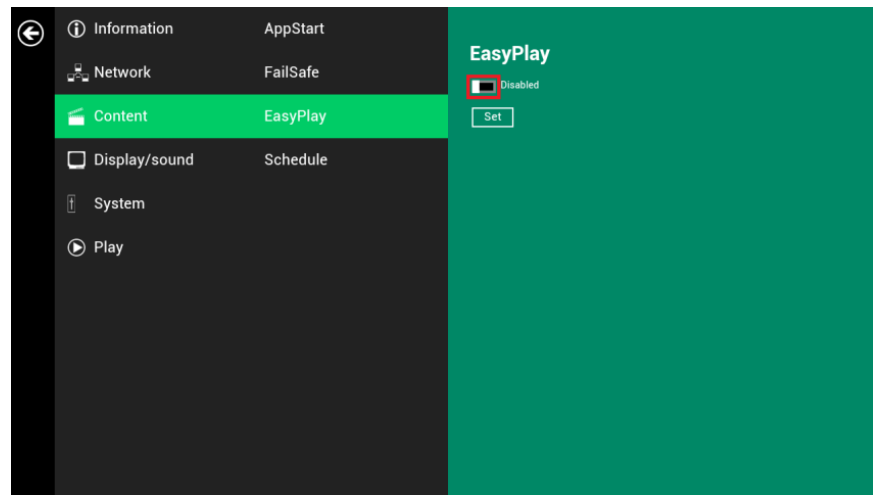 Information
Network
Content
Display/sound
System
Play
AppStart
FailSafe
EasyPlay
Schedule
EasyPlay
Disabled
Set